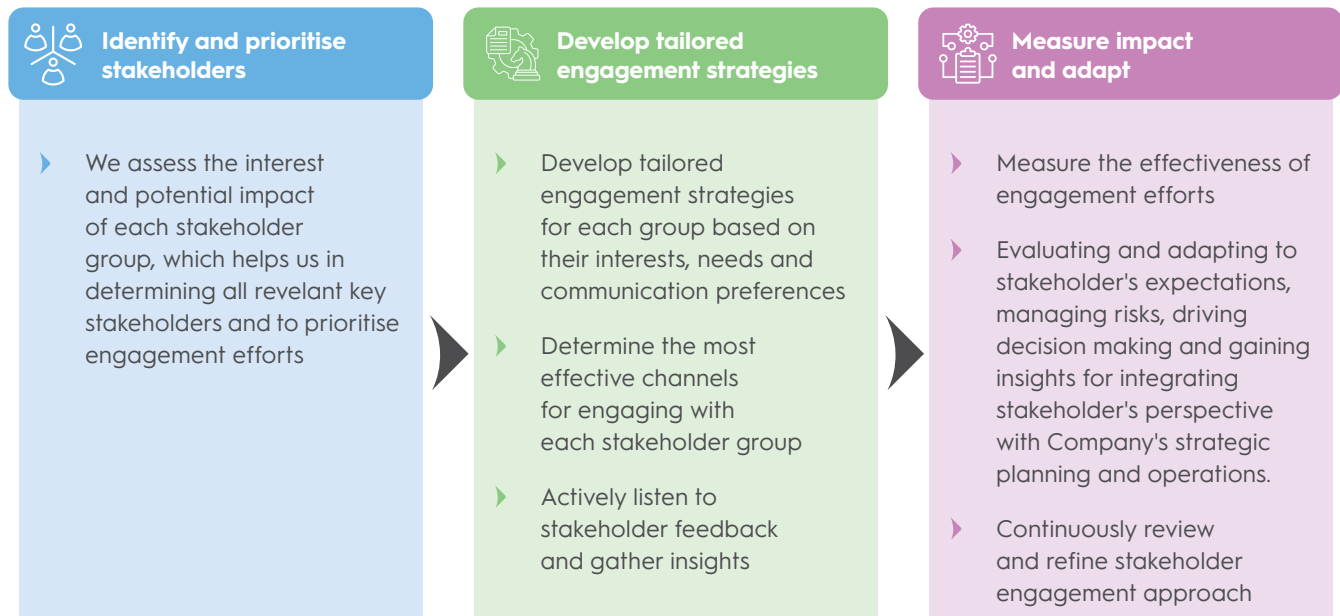 Identify and prioritise
stakeholders
We assess the interest
and potential impact
of each stakeholder
group, which helps us in
determining all revelant key
stakeholders and to prioritise
engagement efforts
Develop tailored
engagement strategies
Develop tailored
engagement strategies
for each group based on
their interests, needs and
communication preferences
Determine the most
effective channels
for engaging with
each stakeholder group
Actively listen to
stakeholder feedback
and gather insights
Measure impact
and adapt
Measure the effectiveness of
engagement efforts
Evaluating and adapting to
stakeholder's expectations,
managing risks, driving
decision making and gaining
insights for integrating
stakeholder's perspective
with Company's strategic
planning and operations.
Continuously review
and refine stakeholder
engagement approach